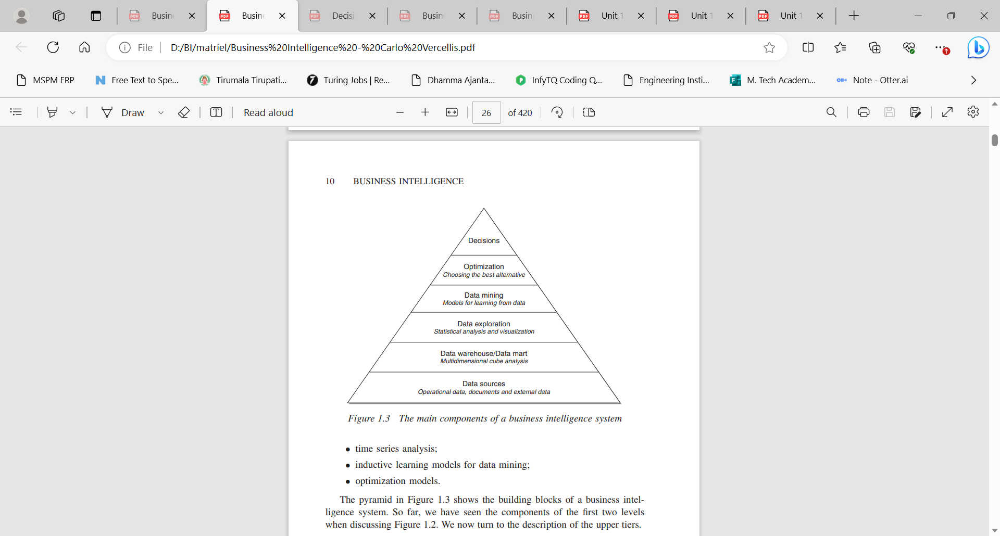 Busin
Busin
Decisi
Busin
Busin
Unit 1
Unit 1
Unit 1
File
D:/BI/matriel/Business%20Intelligence%20-%20Carlo%20Vercellis.pdf
MSPM ERP
Free Text to Spe...
Tirumala Tirupati...
Turing Jobs | Re...
Dhamma Ajanta...
InfyTQ Coding Q...
Engineering Insti...
M. Tech Academ...
Note - Otter.ai
Draw
Read aloud
26 of 420
10 BUSINESS INTELLIGENCE
Decisions
Optimization
Choosing the best alternative
Data mining
Models for learning from data
Data exploration
Statistical analysis and visualization
Data warehouse/Data mart
Multidimensional cube analysis
Data sources
Operational data, documents and external data
Figure 1.3 The main components of a business intelligence system
• time series analysis;
• inductive learning models for data mining;
• optimization models.
The pyramid in Figure 1.3 shows the building blocks of a business intel-
ligence system. So far, we have seen the components of the first two levels
when discussing Figure 1.2. We now turn to the description of the upper tiers.